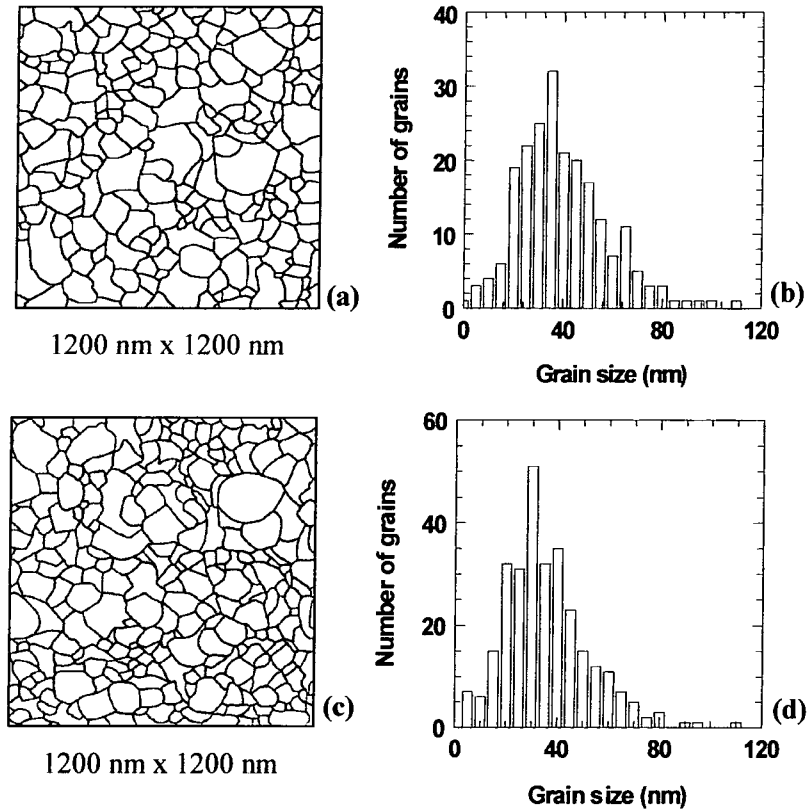 (a)
1200 nm x 1200 nm
40
30
20
10
0
Number of grains
0 40 80 120
Grain size (nm)
(b)
(c)
1200 nm x 1200 nm
60
40
20
0
Number of grains
0 40 80 120
Grain size (nm)
(d)